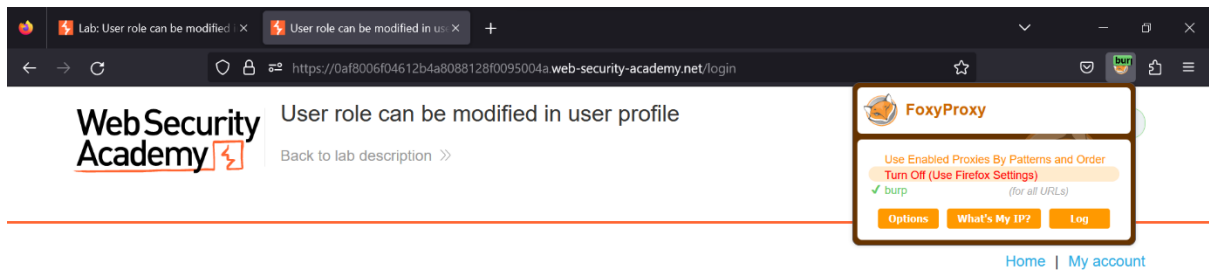 Lab: User role can be modified i
User role can be modified in us
https://0af8006f04612b4a8088128f0095004a.web-security-academy.net/login
burp
WebSecurity
Academy
User role can be modified in user profile
Back to lab description
FoxyProxy
Use Enabled Proxies By Patterns and Order
Turn Off (Use Firefox Settings)
burp (for all URLs)
Options What's My IP? Log
Home | My account